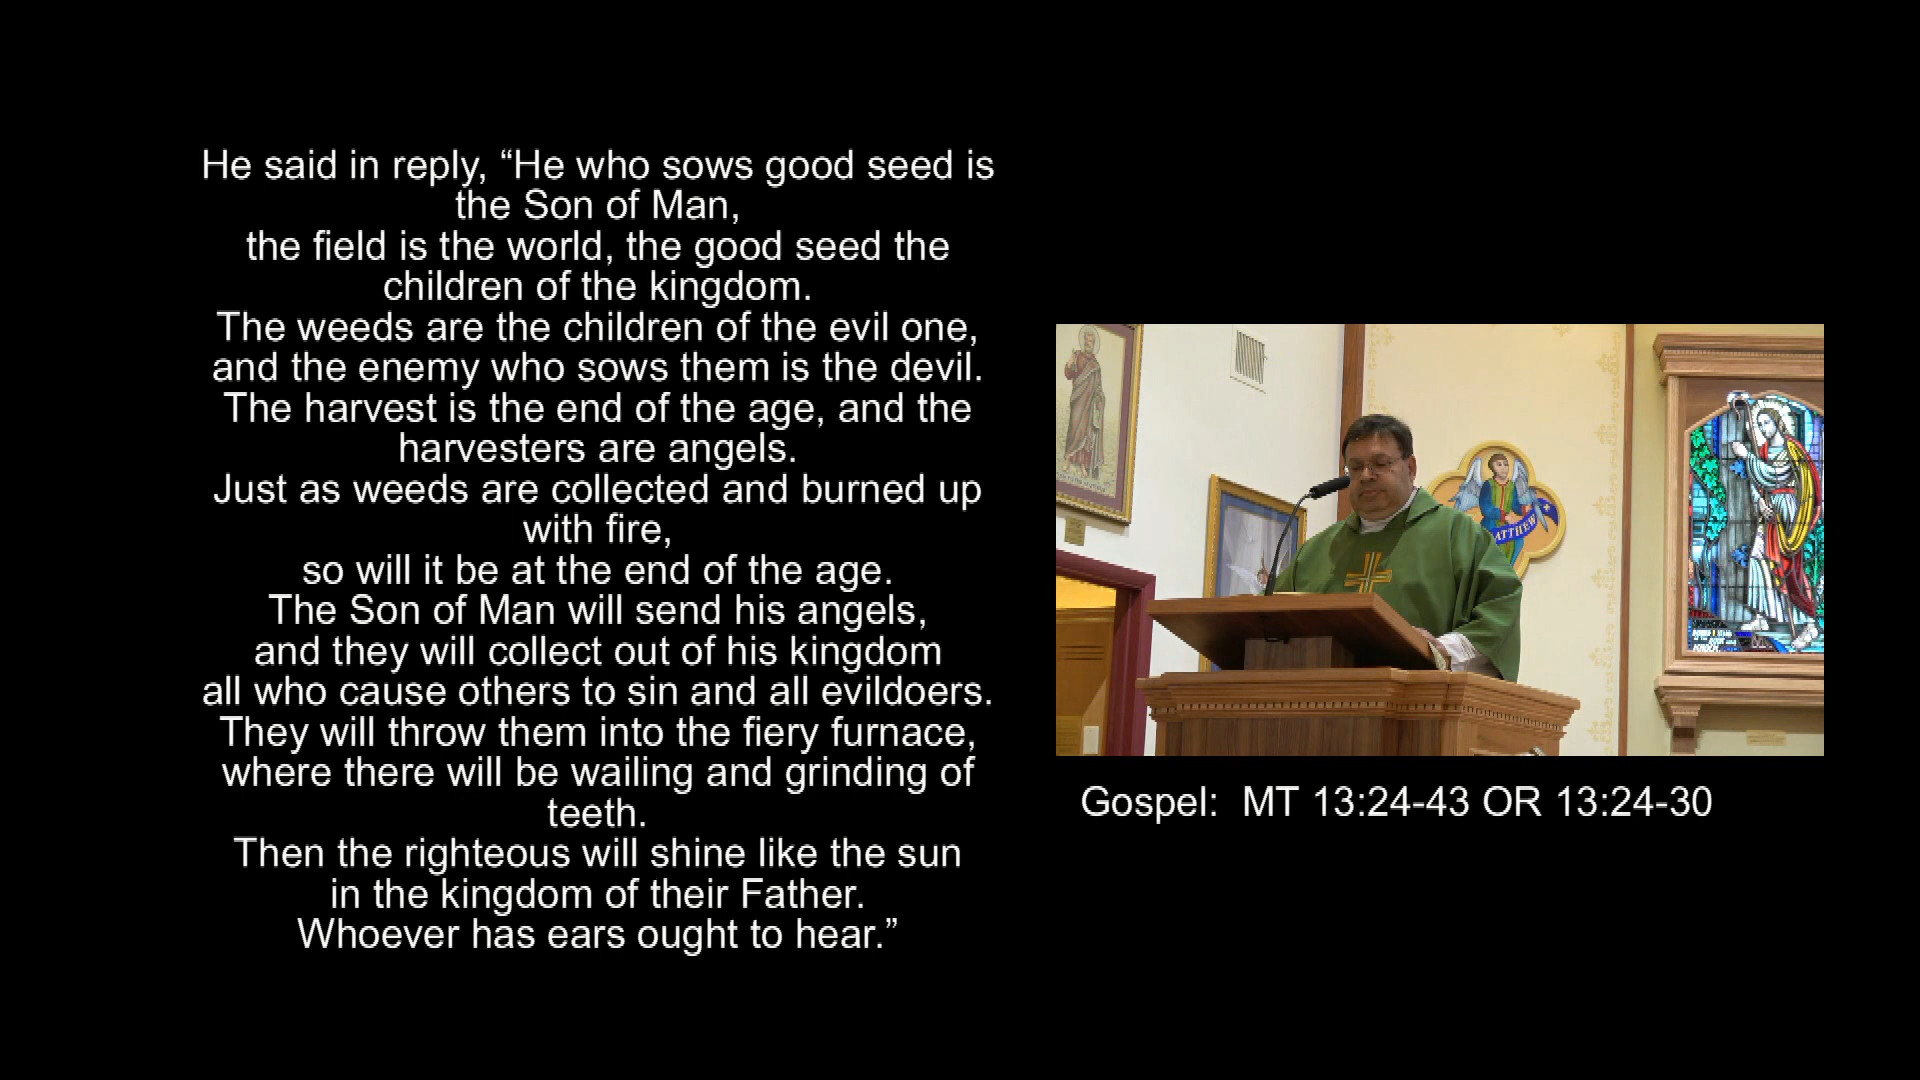 He said in reply, “He who sows good seed is
the Son of Man,
the field is the world, the good seed the
children of the kingdom.
The weeds are the children of the evil one,
and the enemy who sows them is the devil.
The harvest is the end of the age, and the
harvesters are angels.
Just as weeds are collected and burned up
with fire,
so will it be at the end of the age.
The Son of Man will send his angels,
and they will collect out of his kingdom
all who cause others to sin and all evildoers.
They will throw them into the fiery furnace,
where there will be wailing and grinding of
teeth.
Then the righteous will shine like the sun
in the kingdom of their Father.
Whoever has ears ought to hear.”
ATTHEW
Gospel:  MT 13:24-43 OR 13:24-30